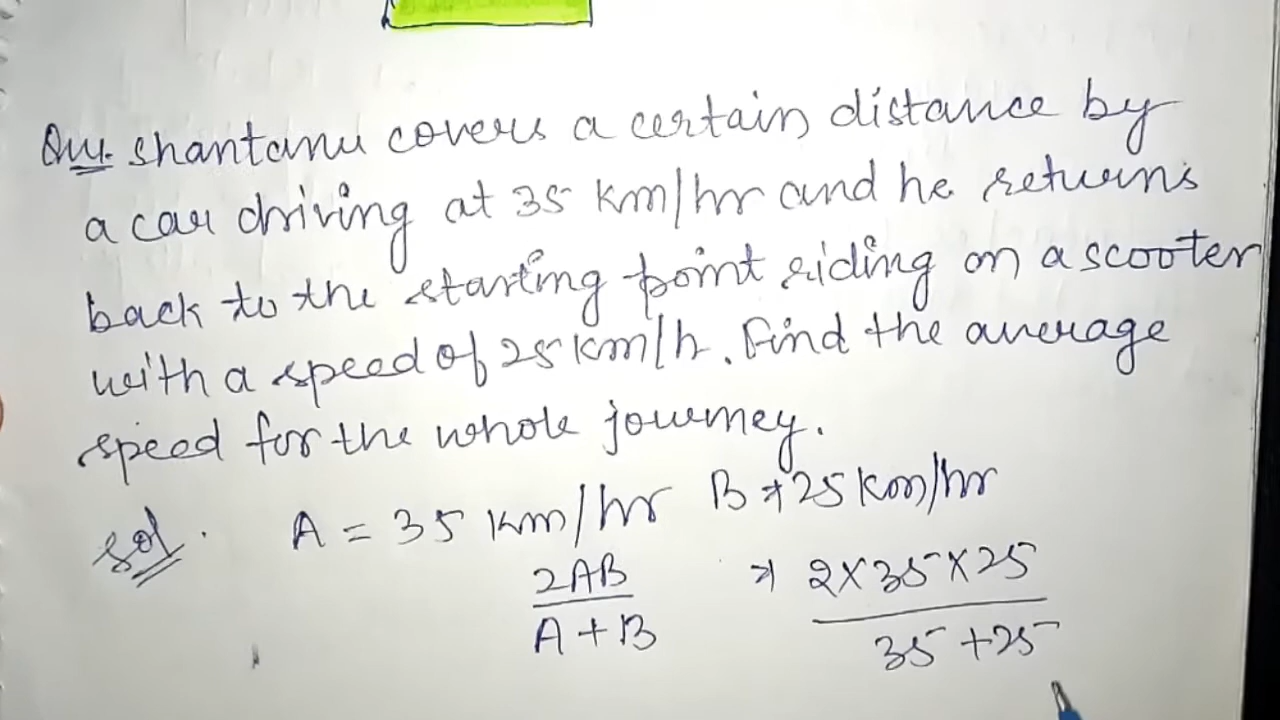 Que. Shantanu covers a certain distance by
a car driving at 35 km/hr and he returns
back to the starting point riding on a scooter
with a speed of 25 km/h. Find the average
speed for the whole journey.
Sol. A = 35 km/hr B ⇒ 25 km/hr
2AB / A + B ⇒ 2×35×25 / 35+25